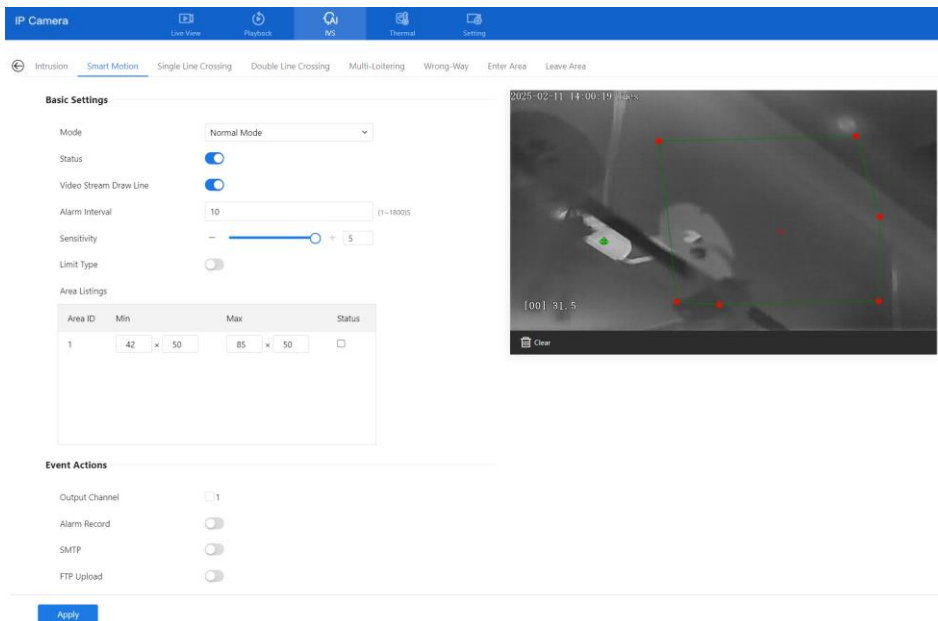 IP Camera
Live View Playback IVS Thermal Setting
Intrusion Smart Motion Single Line Crossing Double Line Crossing Multi-Loitering Wrong-Way Enter Area Leave Area
Basic Settings
Mode Normal Mode
Status
Video Stream Draw Line
Alarm Interval 10 (1~1800)S
Sensitivity − + 5
Limit Type
Area Listings
Area ID Min Max Status
1 42 × 50 85 × 50
2025-02-11 14:00:19
[00] 31.5
Clear
Event Actions
Output Channel 1
Alarm Record
SMTP
FTP Upload
Apply